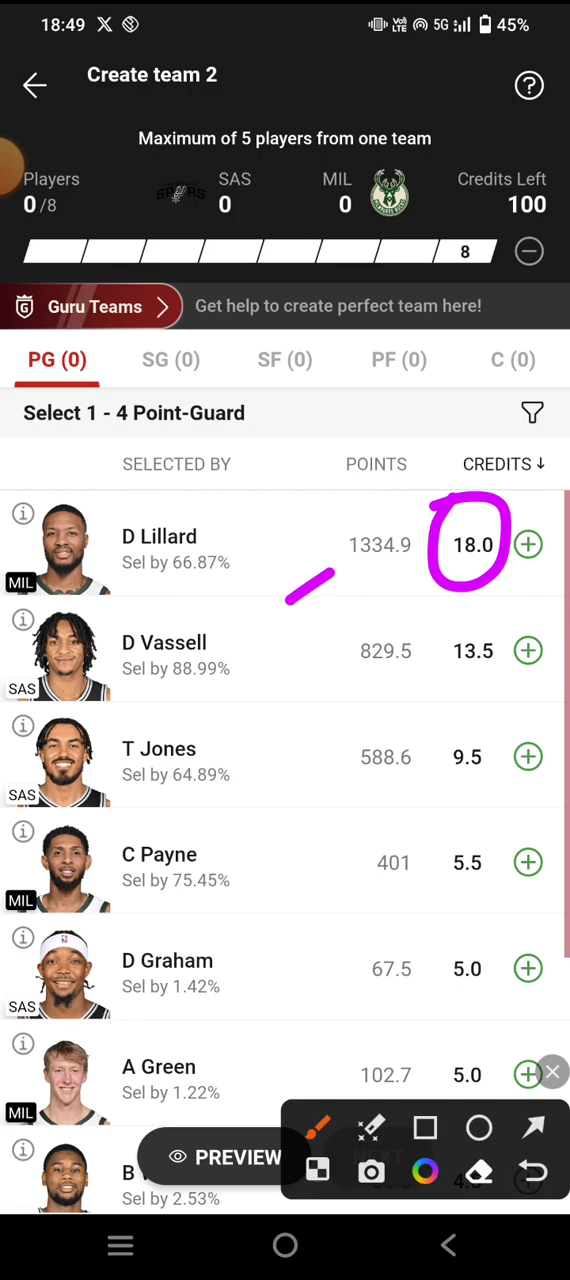 18:49 5G 45%
Create team 2
Maximum of 5 players from one team
Players SAS MIL Credits Left
0/8 SPURS 0 0 100
8
Guru Teams Get help to create perfect team here!
PG (0) SG (0) SF (0) PF (0) C (0)
Select 1 - 4 Point-Guard
SELECTED BY POINTS CREDITS↓
D Lillard 1334.9 18.0
Sel by 66.87%
MIL
D Vassell 829.5 13.5
Sel by 88.99%
SAS
T Jones 588.6 9.5
Sel by 64.89%
SAS
C Payne 401 5.5
Sel by 75.45%
MIL
D Graham 67.5 5.0
Sel by 1.42%
SAS
A Green 102.7 5.0
Sel by 1.22%
MIL
PREVIEW NEXT
B
Sel by 2.53%